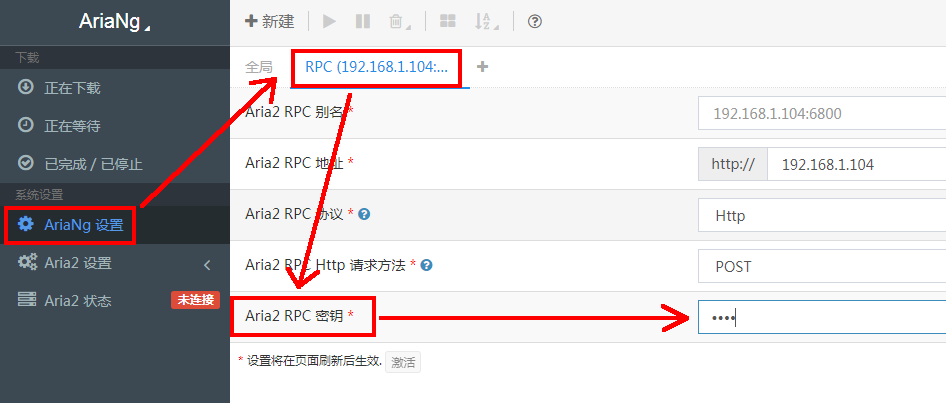 AriaNg
新建
下载
正在下载
正在等待
已完成 / 已停止
系统设置
AriaNg 设置
Aria2 设置
Aria2 状态 未连接
全局 RPC (192.168.1.104:...
Aria2 RPC 别名 * 192.168.1.104:6800
Aria2 RPC 地址 * http:// 192.168.1.104
Aria2 RPC 协议 * Http
Aria2 RPC Http 请求方法 * POST
Aria2 RPC 密钥 * ••••
* 设置将在页面刷新后生效. 激活